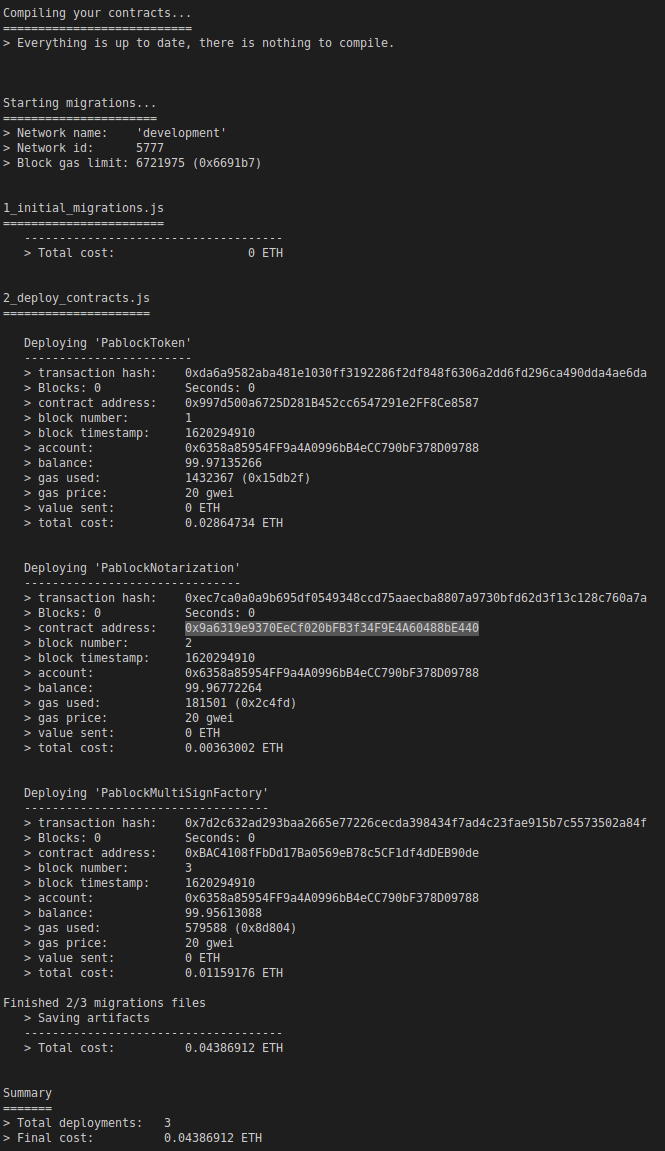 Compiling your contracts...
===========================
> Everything is up to date, there is nothing to compile.
Starting migrations...
======================
> Network name:    'development'
> Network id:      5777
> Block gas limit: 6721975 (0x6691b7)
1_initial_migrations.js
=======================
   -------------------------------------
   > Total cost:                   0 ETH
2_deploy_contracts.js
=====================
   Deploying 'PablockToken'
   ------------------------
   > transaction hash:    0xda6a9582aba481e1030ff3192286f2df848f6306a2dd6fd296ca490dda4ae6da
   > Blocks: 0            Seconds: 0
   > contract address:    0x997d500a6725D281B452cc6547291e2FF8Ce8587
   > block number:        1
   > block timestamp:     1620294910
   > account:             0x6358a85954FF9a4A0996bB4eCC790bF378D09788
   > balance:             99.97135266
   > gas used:            1432367 (0x15db2f)
   > gas price:           20 gwei
   > value sent:          0 ETH
   > total cost:          0.02864734 ETH
   Deploying 'PablockNotarization'
   -------------------------------
   > transaction hash:    0xec7ca0a0a9b695df0549348ccd75aaecba8807a9730bfd62d3f13c128c760a7a
   > Blocks: 0            Seconds: 0
   > contract address:    0x9a6319e9370EeCf020bFB3f34F9E4A60488bE440
   > block number:        2
   > block timestamp:     1620294910
   > account:             0x6358a85954FF9a4A0996bB4eCC790bF378D09788
   > balance:             99.96772264
   > gas used:            181501 (0x2c4fd)
   > gas price:           20 gwei
   > value sent:          0 ETH
   > total cost:          0.00363002 ETH
   Deploying 'PablockMultiSignFactory'
   -----------------------------------
   > transaction hash:    0x7d2c632ad293baa2665e77226cecda398434f7ad4c23fae915b7c5573502a84f
   > Blocks: 0            Seconds: 0
   > contract address:    0xBAC4108fFbDd17Ba0569eB78c5CF1df4dDEB90de
   > block number:        3
   > block timestamp:     1620294910
   > account:             0x6358a85954FF9a4A0996bB4eCC790bF378D09788
   > balance:             99.95613088
   > gas used:            579588 (0x8d804)
   > gas price:           20 gwei
   > value sent:          0 ETH
   > total cost:          0.01159176 ETH
Finished 2/3 migrations files
   > Saving artifacts
   -------------------------------------
   > Total cost:          0.04386912 ETH
Summary
=======
> Total deployments:   3
> Final cost:          0.04386912 ETH